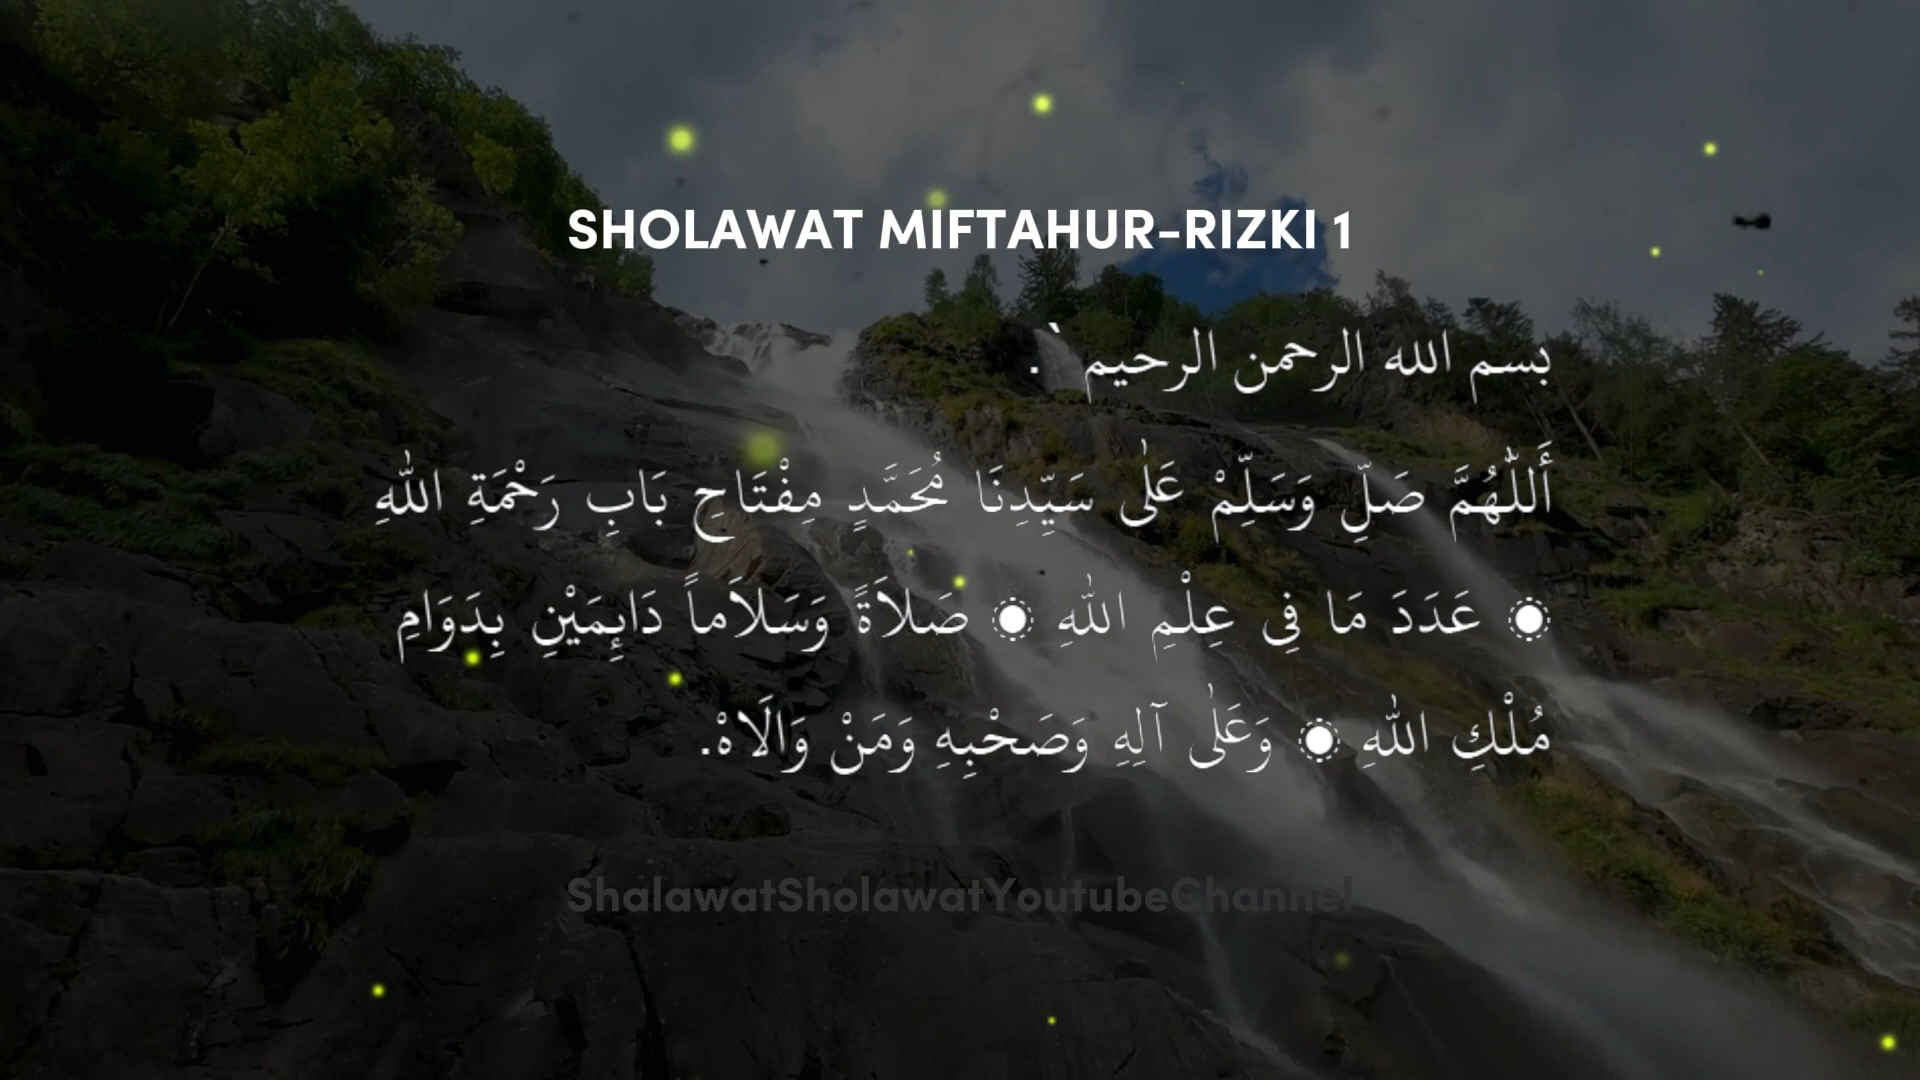 SHOLAWAT MIFTAHUR-RIZKI 1
بسم الله الرحمن الرحيم ` .
أَللّٰهُمَّ صَلِّ وَسَلِّمْ عَلٰى سَيِّدِنَا مُحَمَّدٍ مِفْتَاحِ بَابِ رَحْمَةِ اللهِ
۞ عَدَدَ مَا فِى عِلْمِ اللهِ ۞ صَلاَةً وَسَلاَماً دَائِمَيْنِ بِدَوَامِ
مُلْكِ اللهِ ۞ وَعَلٰى آلِهِ وَصَحْبِهِ وَمَنْ وَالَاهْ.
ShalawatSholawatYoutubeChannel